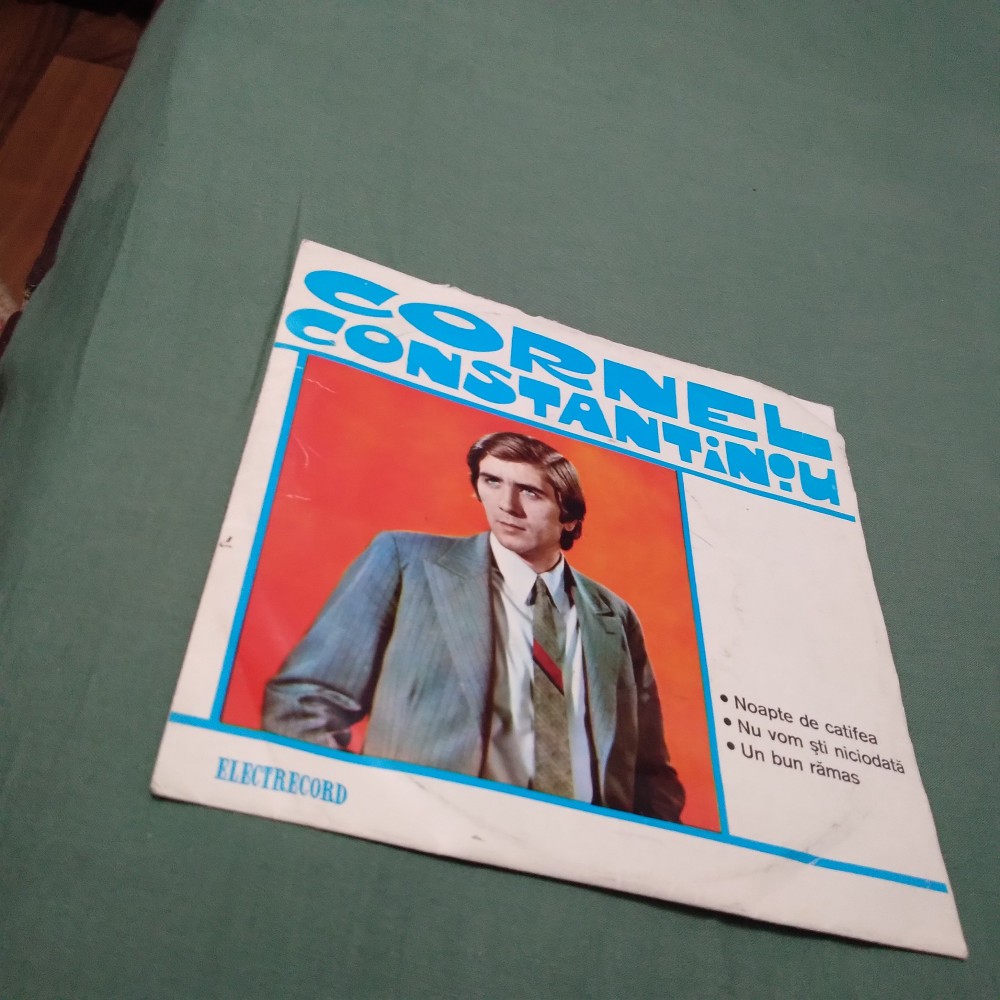 CORNEL
CONSTANTiNiU
• Noapte de catifea
• Nu vom ști niciodată
• Un bun rămas
ELECTRECORD